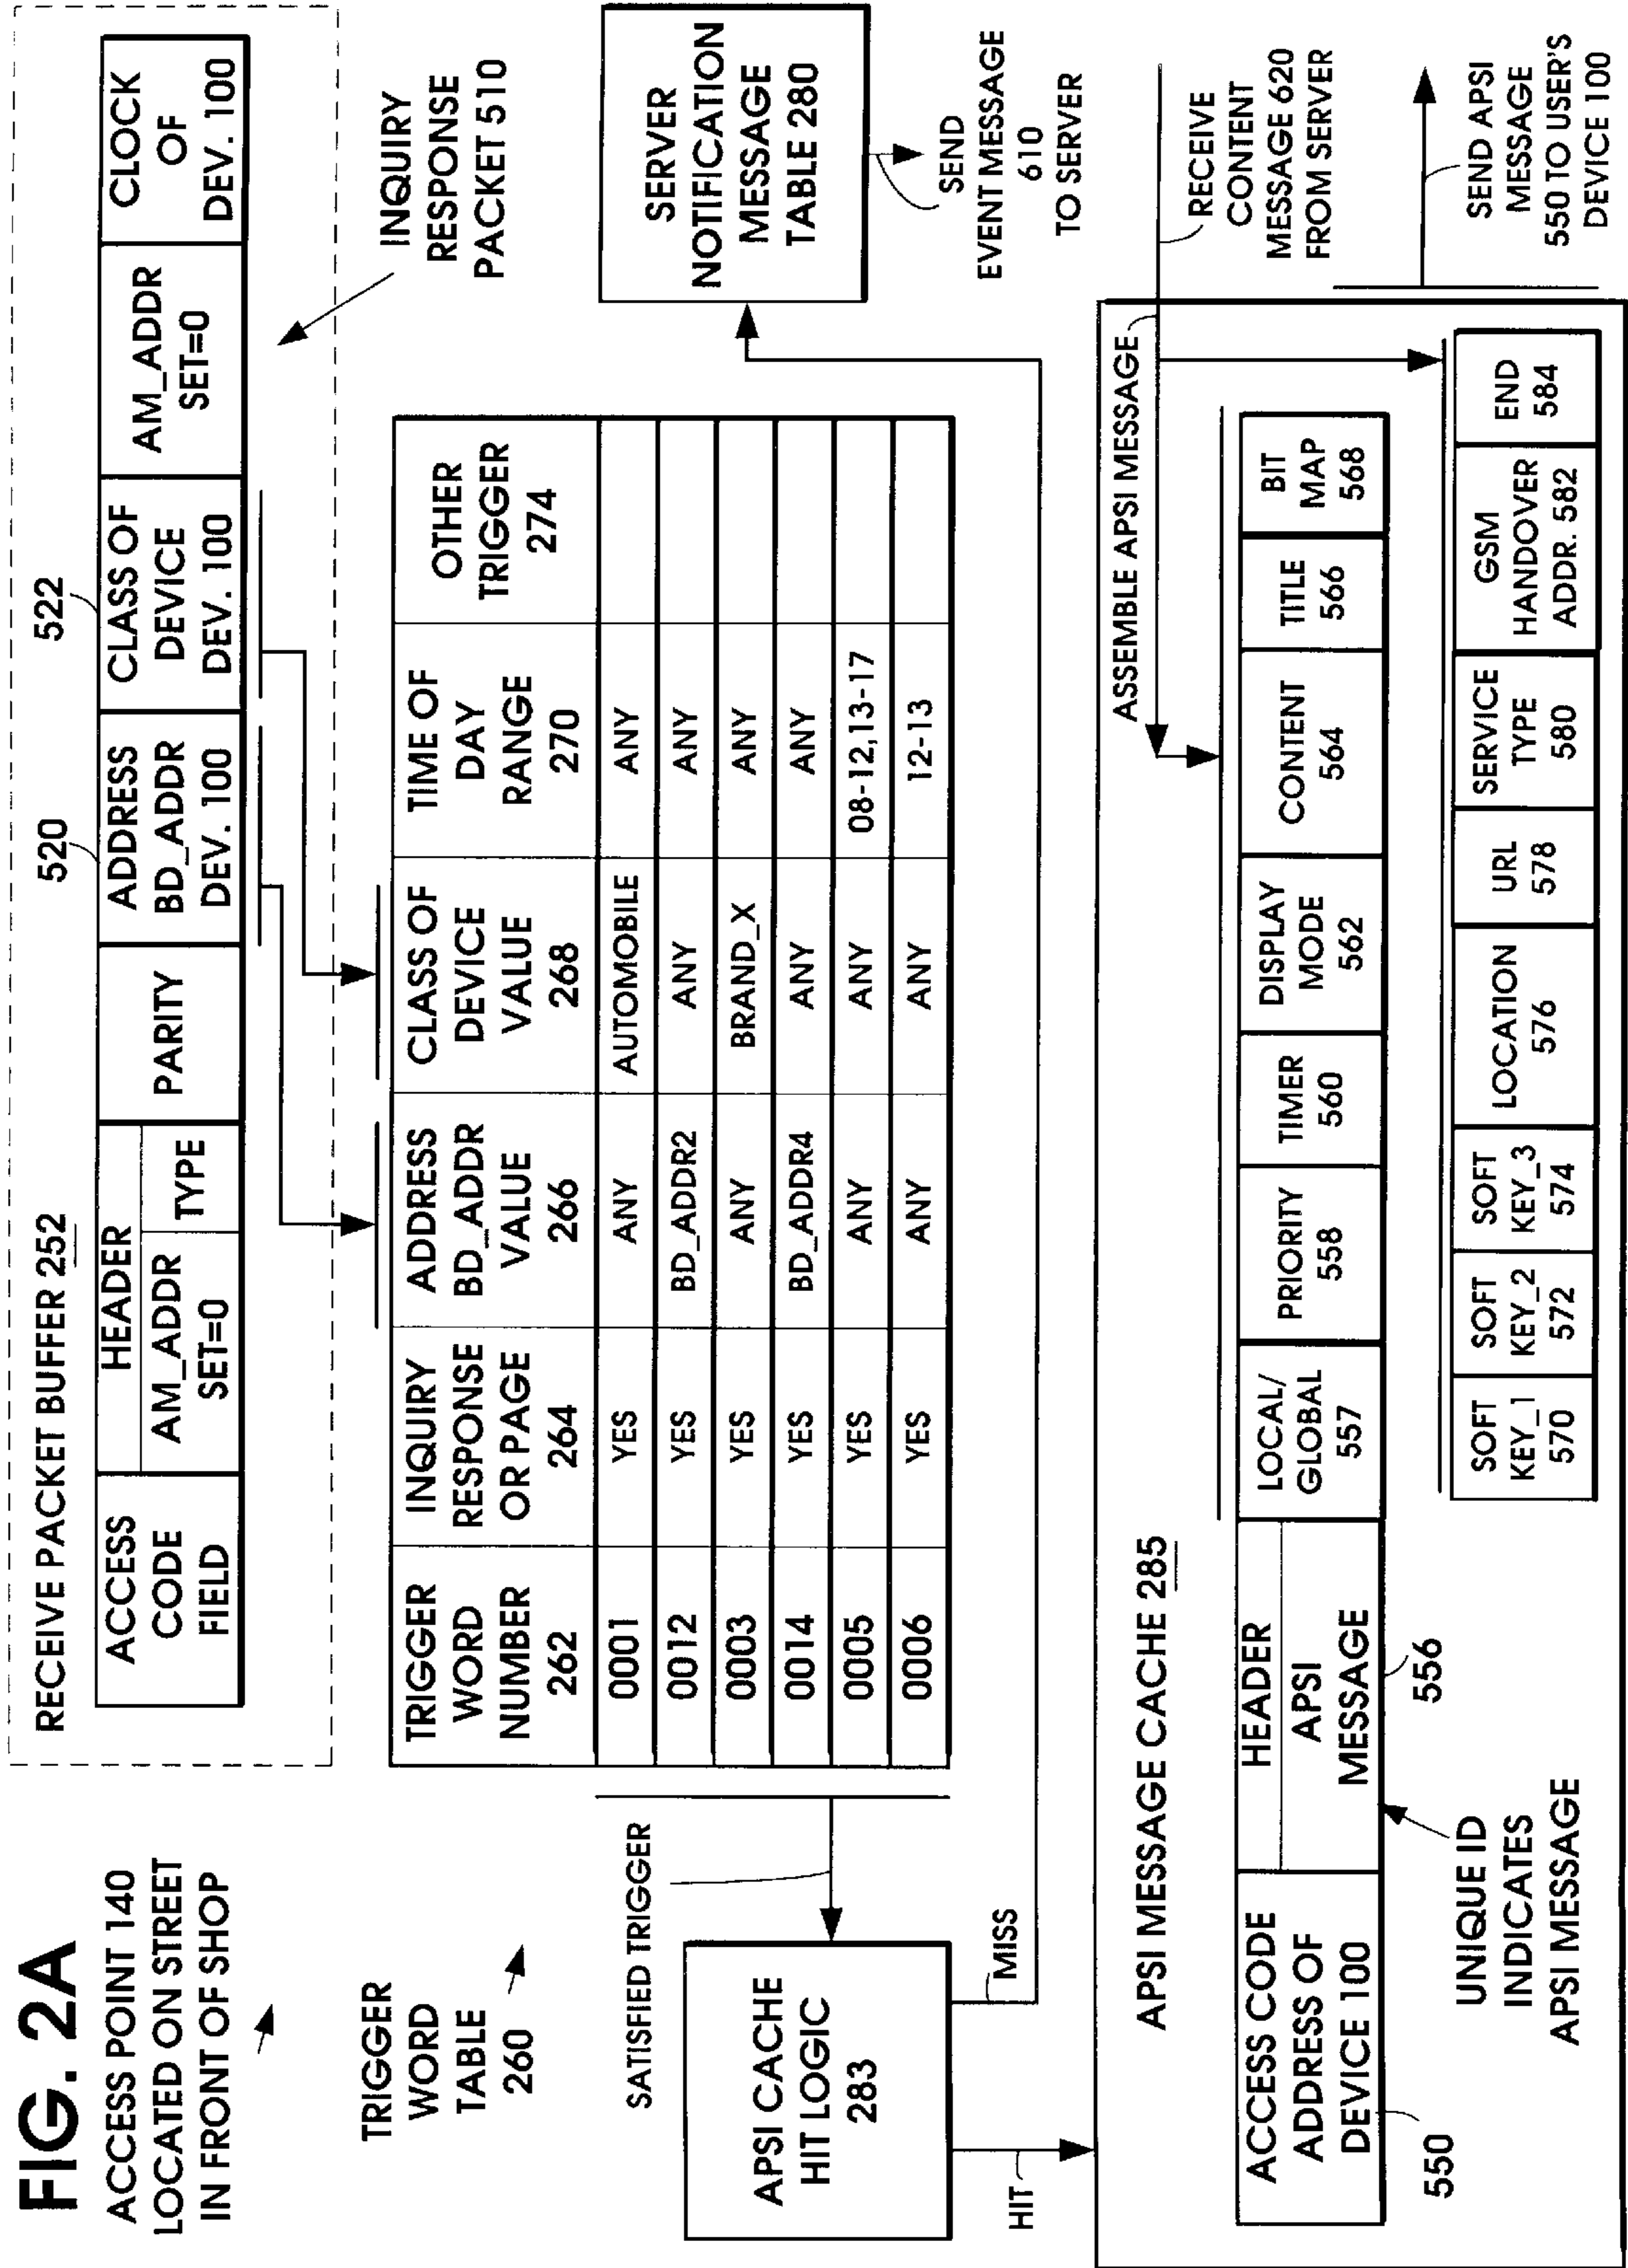 FIG. 2A
ACCESS POINT 140
LOCATED ON STREET
IN FRONT OF SHOP
RECEIVE PACKET BUFFER 252
520
522
ACCESS
CODE
FIELD
HEADER
AM_ADDR
SET=0
TYPE
PARITY
ADDRESS
BD_ADDR
DEV. 100
CLASS OF
DEVICE
DEV. 100
AM_ADDR
SET=0
CLOCK
OF
DEV. 100
INQUIRY
RESPONSE
PACKET 510
TRIGGER
WORD
TABLE
260
TRIGGER
WORD
NUMBER
262
INQUIRY
RESPONSE
OR PAGE
264
ADDRESS
BD_ADDR
VALUE
266
CLASS OF
DEVICE
VALUE
268
TIME OF
DAY
RANGE
270
OTHER
TRIGGER
274
0001 YES ANY AUTOMOBILE ANY
0012 YES BD_ADDR2 ANY ANY
0003 YES ANY BRAND_X ANY
0014 YES BD_ADDR4 ANY ANY
0005 YES ANY ANY 08-12,13-17
0006 YES ANY ANY 12-13
SATISFIED TRIGGER
APSI CACHE
HIT LOGIC
283
HIT
MISS
SERVER
NOTIFICATION
MESSAGE
TABLE 280
SEND
EVENT MESSAGE
610
TO SERVER
RECEIVE
CONTENT
MESSAGE 620
FROM SERVER
ASSEMBLE APSI MESSAGE
APSI MESSAGE CACHE 285
ACCESS CODE
ADDRESS OF
DEVICE 100
HEADER
APSI
MESSAGE
LOCAL/
GLOBAL
557
PRIORITY
558
TIMER
560
DISPLAY
MODE
562
CONTENT
564
TITLE
566
BIT
MAP
568
550
556
UNIQUE ID
INDICATES
APSI MESSAGE
SOFT
KEY_1
570
SOFT
KEY_2
572
SOFT
KEY_3
574
LOCATION
576
URL
578
SERVICE
TYPE
580
GSM
HANDOVER
ADDR. 582
END
584
SEND APSI
MESSAGE
550 TO USER'S
DEVICE 100